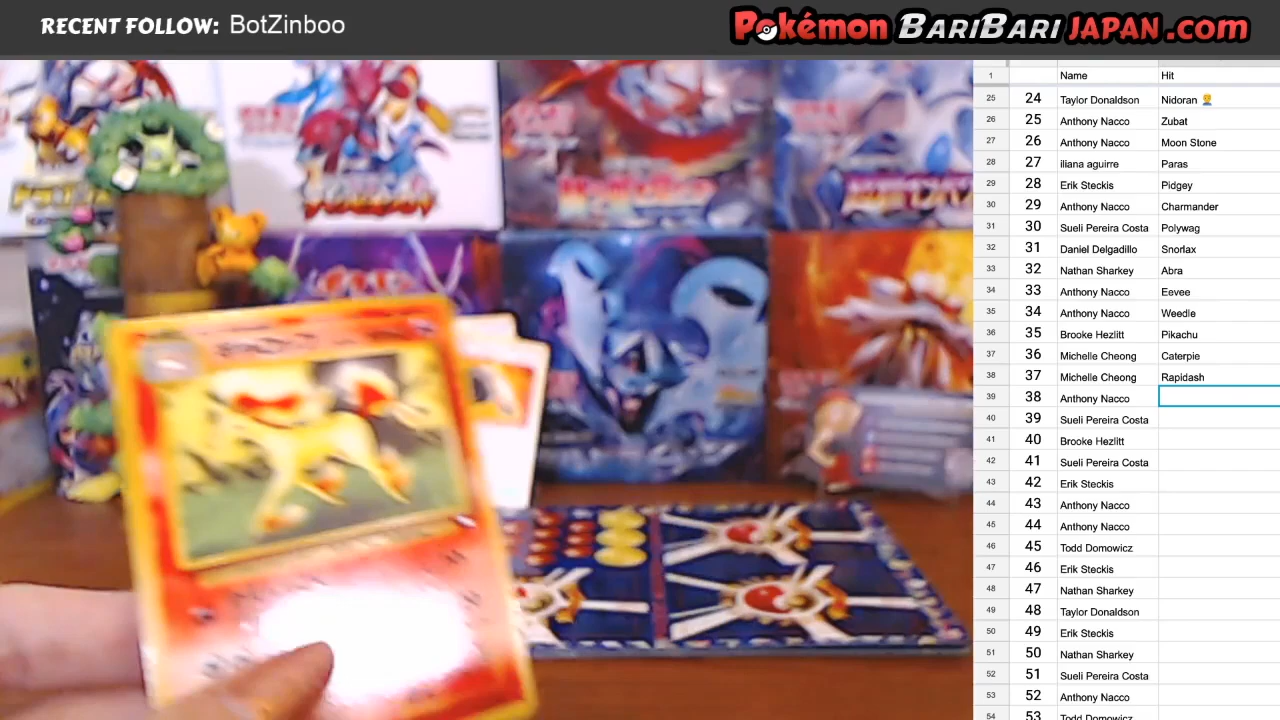 RECENT FOLLOW: BotZinboo
Pokémon BARIBARI JAPAN.com
1 Name Hit
25 24 Taylor Donaldson Nidoran 🤦‍♂️
26 25 Anthony Nacco Zubat
27 26 Anthony Nacco Moon Stone
28 27 iliana aguirre Paras
29 28 Erik Steckis Pidgey
30 29 Anthony Nacco Charmander
31 30 Sueli Pereira Costa Polywag
32 31 Daniel Delgadillo Snorlax
33 32 Nathan Sharkey Abra
34 33 Anthony Nacco Eevee
35 34 Anthony Nacco Weedle
36 35 Brooke Hezlitt Pikachu
37 36 Michelle Cheong Caterpie
38 37 Michelle Cheong Rapidash
39 38 Anthony Nacco
40 39 Sueli Pereira Costa
41 40 Brooke Hezlitt
42 41 Sueli Pereira Costa
43 42 Erik Steckis
44 43 Anthony Nacco
45 44 Anthony Nacco
46 45 Todd Domowicz
47 46 Erik Steckis
48 47 Nathan Sharkey
49 48 Taylor Donaldson
50 49 Erik Steckis
51 50 Nathan Sharkey
52 51 Sueli Pereira Costa
53 52 Anthony Nacco
54 53 Todd Domowicz